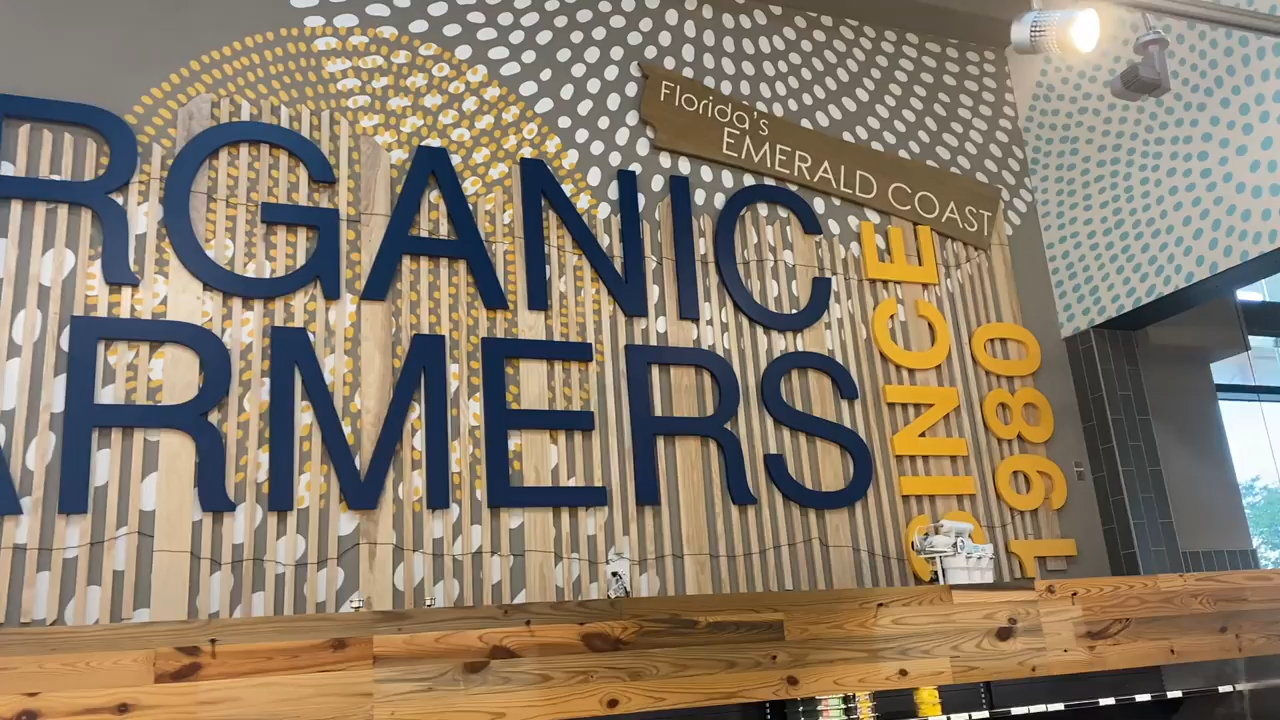 Florida's
EMERALD COAST
RGANIC
ARMERS
SINCE
1980